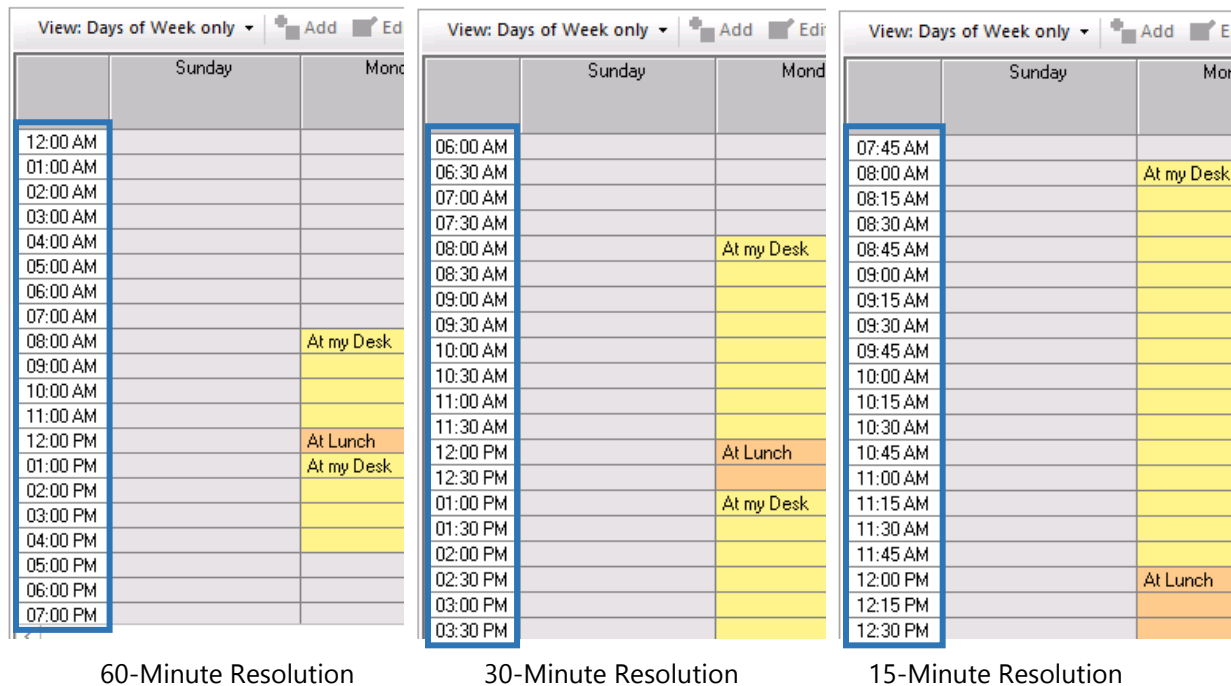 View: Days of Week only Add Ed
Sunday Mond
12:00 AM
01:00 AM
02:00 AM
03:00 AM
04:00 AM
05:00 AM
06:00 AM
07:00 AM
08:00 AM At my Desk
09:00 AM
10:00 AM
11:00 AM
12:00 PM At Lunch
01:00 PM At my Desk
02:00 PM
03:00 PM
04:00 PM
05:00 PM
06:00 PM
07:00 PM
60-Minute Resolution
View: Days of Week only Add Edi
Sunday Mond
06:00 AM
06:30 AM
07:00 AM
07:30 AM
08:00 AM At my Desk
08:30 AM
09:00 AM
09:30 AM
10:00 AM
10:30 AM
11:00 AM
11:30 AM
12:00 PM At Lunch
12:30 PM
01:00 PM At my Desk
01:30 PM
02:00 PM
02:30 PM
03:00 PM
03:30 PM
30-Minute Resolution
View: Days of Week only Add E
Sunday Mon
07:45 AM
08:00 AM At my Desk
08:15 AM
08:30 AM
08:45 AM
09:00 AM
09:15 AM
09:30 AM
09:45 AM
10:00 AM
10:15 AM
10:30 AM
10:45 AM
11:00 AM
11:15 AM
11:30 AM
11:45 AM
12:00 PM At Lunch
12:15 PM
12:30 PM
15-Minute Resolution